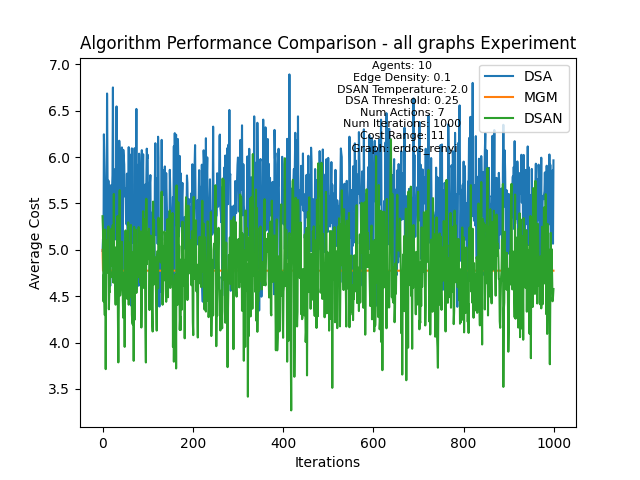 Algorithm Performance Comparison - all graphs Experiment
Agents: 10
Edge Density: 0.1
DSAN Temperature: 2.0
DSA Threshold: 0.25
Num Actions: 7
Num Iterations: 1000
Cost Range: 11
Graph: erdos_renyi
DSA
MGM
DSAN
7.0
6.5
6.0
5.5
5.0
4.5
4.0
3.5
Average Cost
0
200
400
600
800
1000
Iterations